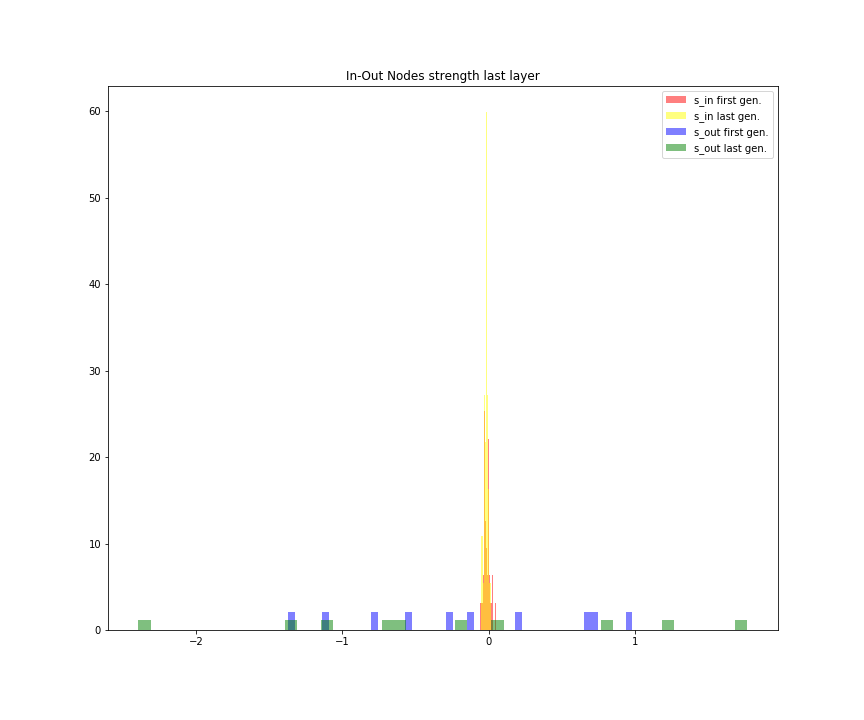 In-Out Nodes strength last layer
s_in first gen.
s_in last gen.
s_out first gen.
s_out last gen.
60
50
40
30
20
10
0
−2
−1
0
1